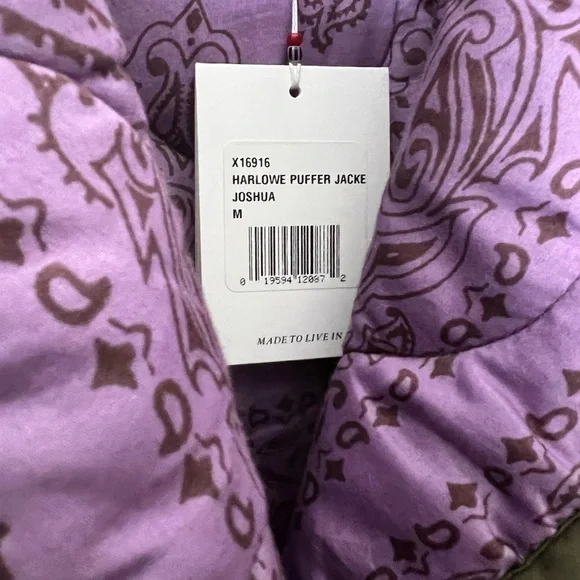 X16916
HARLOWE PUFFER JACKE
JOSHUA
M
0 19594 12087 2
MADE TO LIVE IN